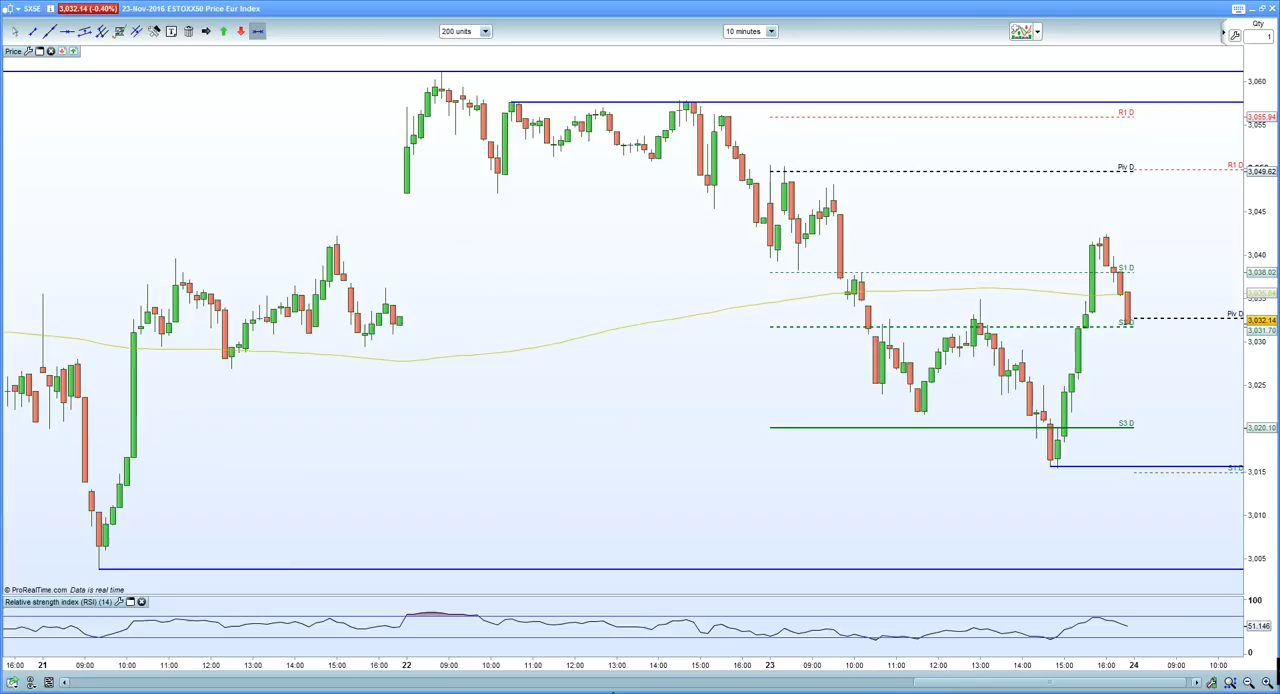 SX5E 3,032.14 (-0.40%) 23-Nov-2016 ESTOXX50 Price Eur Index
200 units
10 minutes
Qty
1
Price
3,060
R1 D
3,055.94
3,055
Piv D
R1 D
3,049.62
3,045
3,040
S1 D
3,038.02
3,035
Piv D
3,032.14
3,031.70
3,030
3,025
S3 D
3,020.10
3,015
S1 D
3,010
3,005
© ProRealTime.com Data is real time
Relative strength index (RSI) (14)
100
51.146
0
16:00 21 09:00 10:00 11:00 12:00 13:00 14:00 15:00 16:00 22 09:00 10:00 11:00 12:00 13:00 14:00 15:00 16:00 23 09:00 10:00 11:00 12:00 13:00 14:00 15:00 16:00 24 09:00 10:00